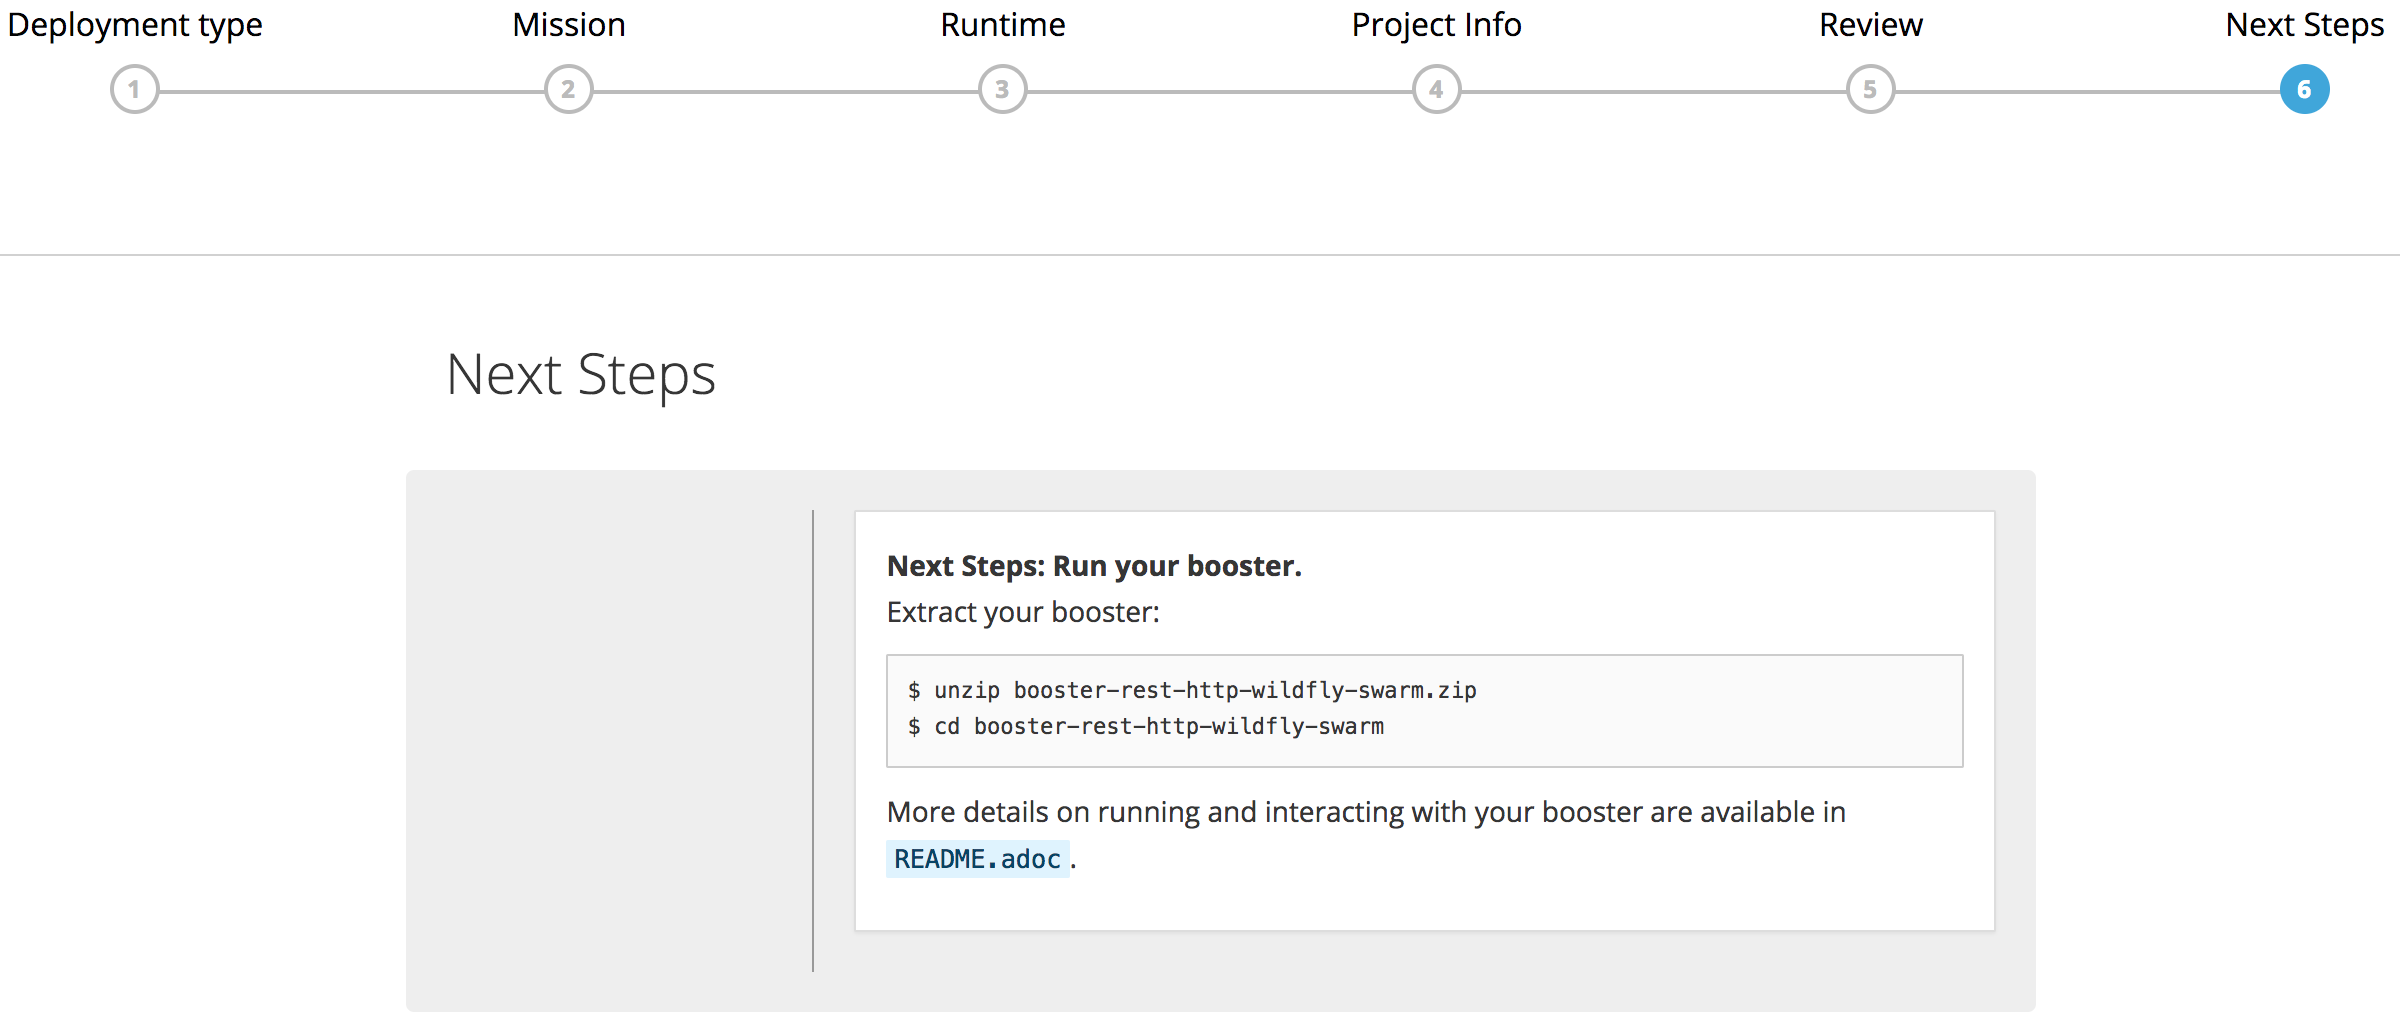 Deployment type Mission Runtime Project Info Review Next Steps
1 2 3 4 5 6
Next Steps
Next Steps: Run your booster.
Extract your booster:
$ unzip booster-rest-http-wildfly-swarm.zip
$ cd booster-rest-http-wildfly-swarm
More details on running and interacting with your booster are available in
README.adoc.